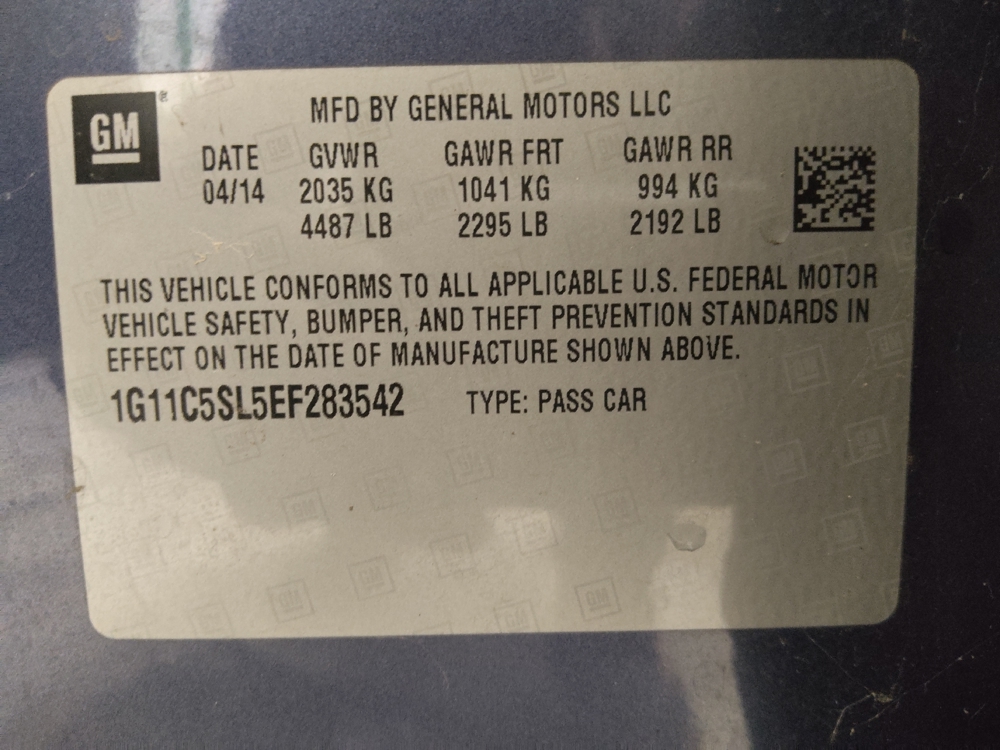 GM ®
MFD BY GENERAL MOTORS LLC
DATE GVWR GAWR FRT GAWR RR
04/14 2035 KG 1041 KG 994 KG
4487 LB 2295 LB 2192 LB
THIS VEHICLE CONFORMS TO ALL APPLICABLE U.S. FEDERAL MOTOR
VEHICLE SAFETY, BUMPER, AND THEFT PREVENTION STANDARDS IN
EFFECT ON THE DATE OF MANUFACTURE SHOWN ABOVE.
1G11C5SL5EF283542 TYPE: PASS CAR